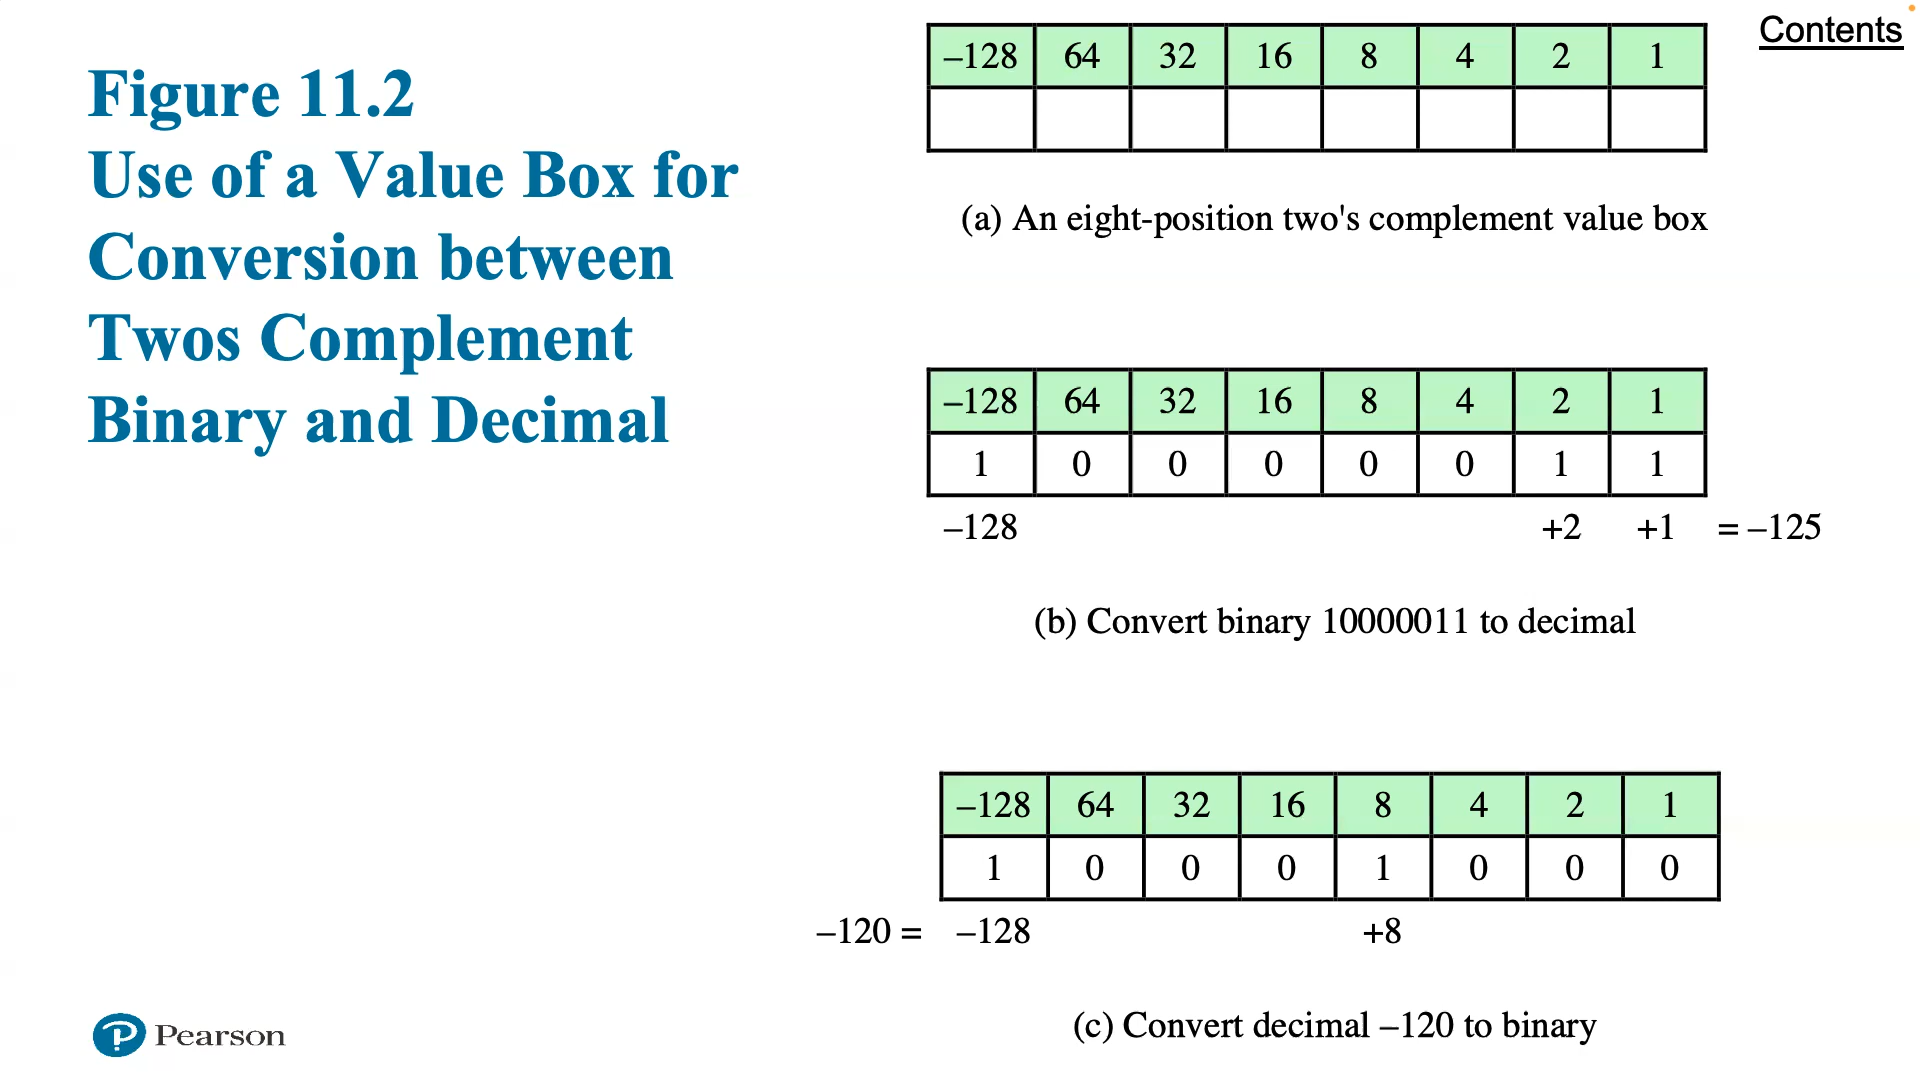 Contents
Figure 11.2
Use of a Value Box for
Conversion between
Twos Complement
Binary and Decimal
–128 64 32 16 8 4 2 1
(a) An eight-position two's complement value box
–128 64 32 16 8 4 2 1
1 0 0 0 0 0 1 1
–128 +2 +1 = –125
(b) Convert binary 10000011 to decimal
–128 64 32 16 8 4 2 1
1 0 0 0 1 0 0 0
–120 = –128 +8
(c) Convert decimal –120 to binary
P Pearson